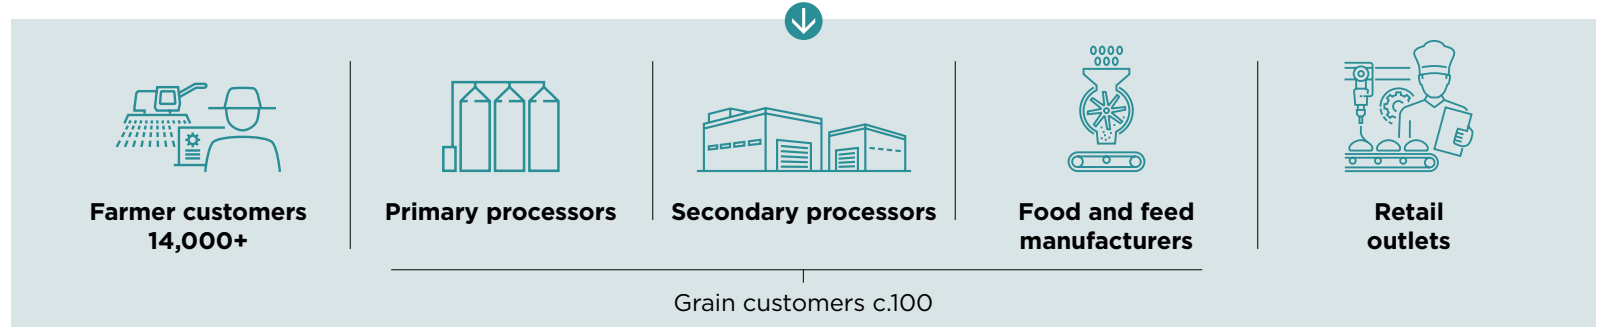 Farmer customers
14,000+
Primary processors
Secondary processors
Food and feed
manufacturers
Retail
outlets
Grain customers c.100